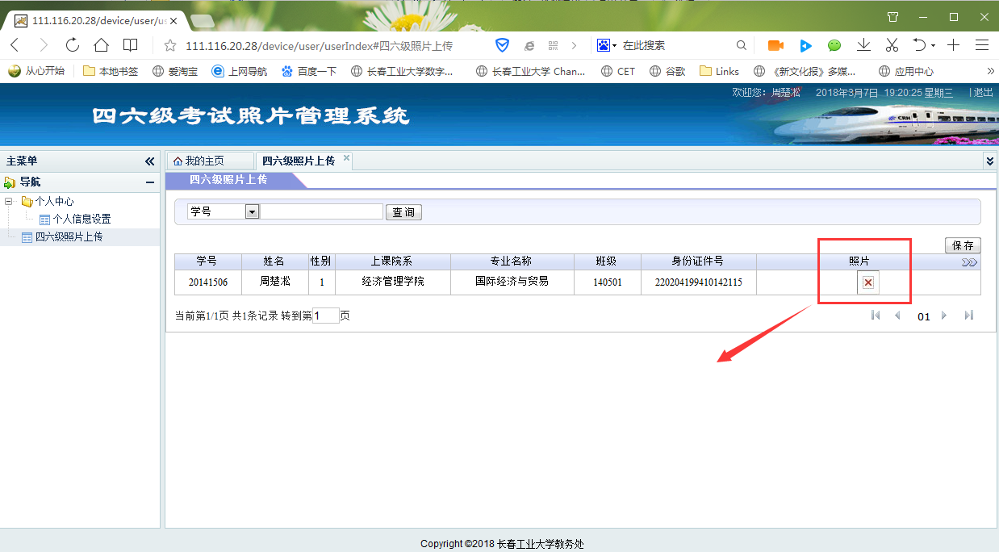 111.116.20.28/device/user/us
111.116.20.28/device/user/userIndex#四六级照片上传
在此搜索
从心开始 本地书签 爱淘宝 上网导航 百度一下 长春工业大学数字... 长春工业大学 Chan... CET 谷歌 Links 《新文化报》多媒... 应用中心
欢迎您：周楚凇 2018年3月7日 19:20:25 星期三 | 退出
四六级考试照片管理系统
主菜单
我的主页 四六级照片上传
导航
四六级照片上传
个人中心
个人信息设置
四六级照片上传
学号 查 询
保 存
学号 姓名 性别 上课院系 专业名称 班级 身份证件号 照片
20141506 周楚凇 1 经济管理学院 国际经济与贸易 140501 220204199410142115
当前第1/1页 共1条记录 转到第1页
01
Copyright ©2018 长春工业大学教务处